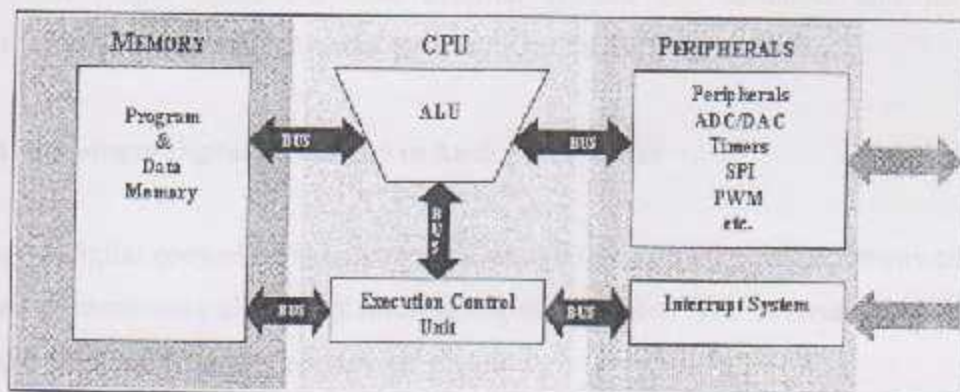 MEMORY
CPU
PERIPHERALS
Program
&
Data
Memory
BUS
ALU
BUS
Peripherals
ADC/DAC
Timers
SPI
PWM
etc.
BUS
BUS
Execution Control
Unit
BUS
Interrupt System